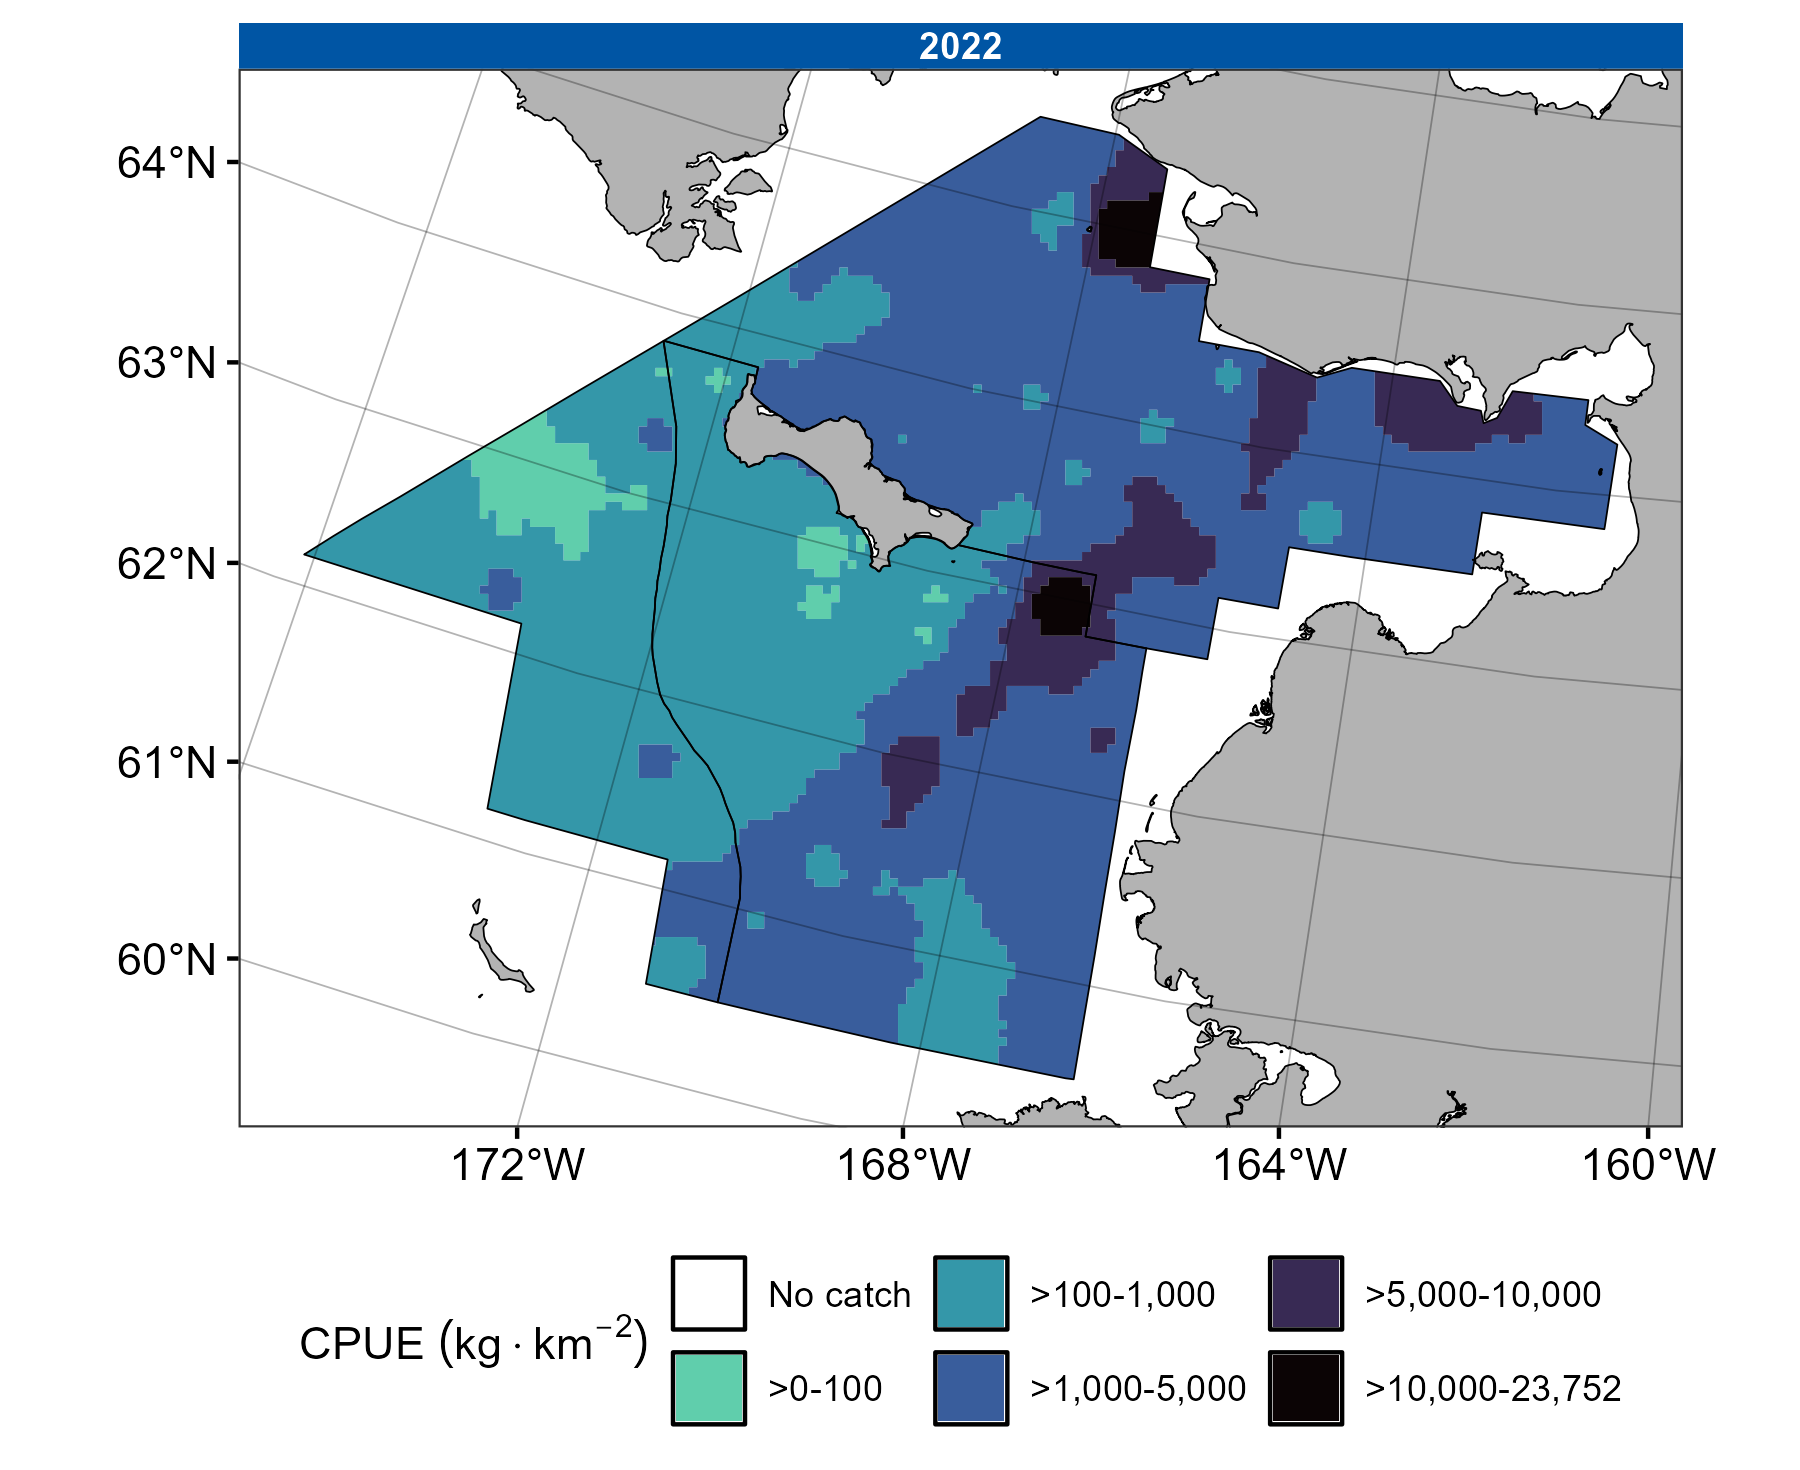 2022
64°N
63°N
62°N
61°N
60°N
172°W 168°W 164°W 160°W
CPUE (kg · km⁻²)
No catch >100-1,000 >5,000-10,000
>0-100 >1,000-5,000 >10,000-23,752